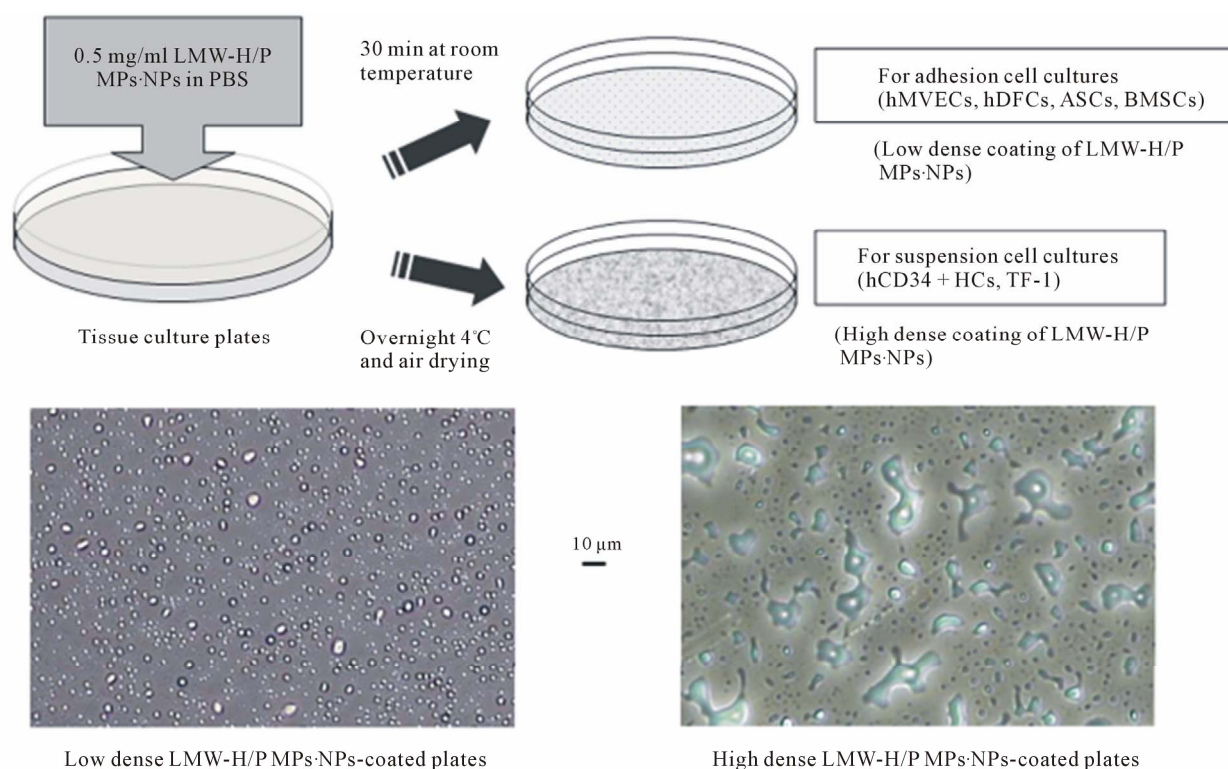 0.5 mg/ml LMW-H/P
MPs·NPs in PBS
30 min at room
temperature
For adhesion cell cultures
(hMVECs, hDFCs, ASCs, BMSCs)
(Low dense coating of LMW-H/P
MPs·NPs)
Tissue culture plates
Overnight 4℃
and air drying
For suspension cell cultures
(hCD34 + HCs, TF-1)
(High dense coating of LMW-H/P
MPs·NPs)
10 μm
Low dense LMW-H/P MPs·NPs-coated plates
High dense LMW-H/P MPs·NPs-coated plates